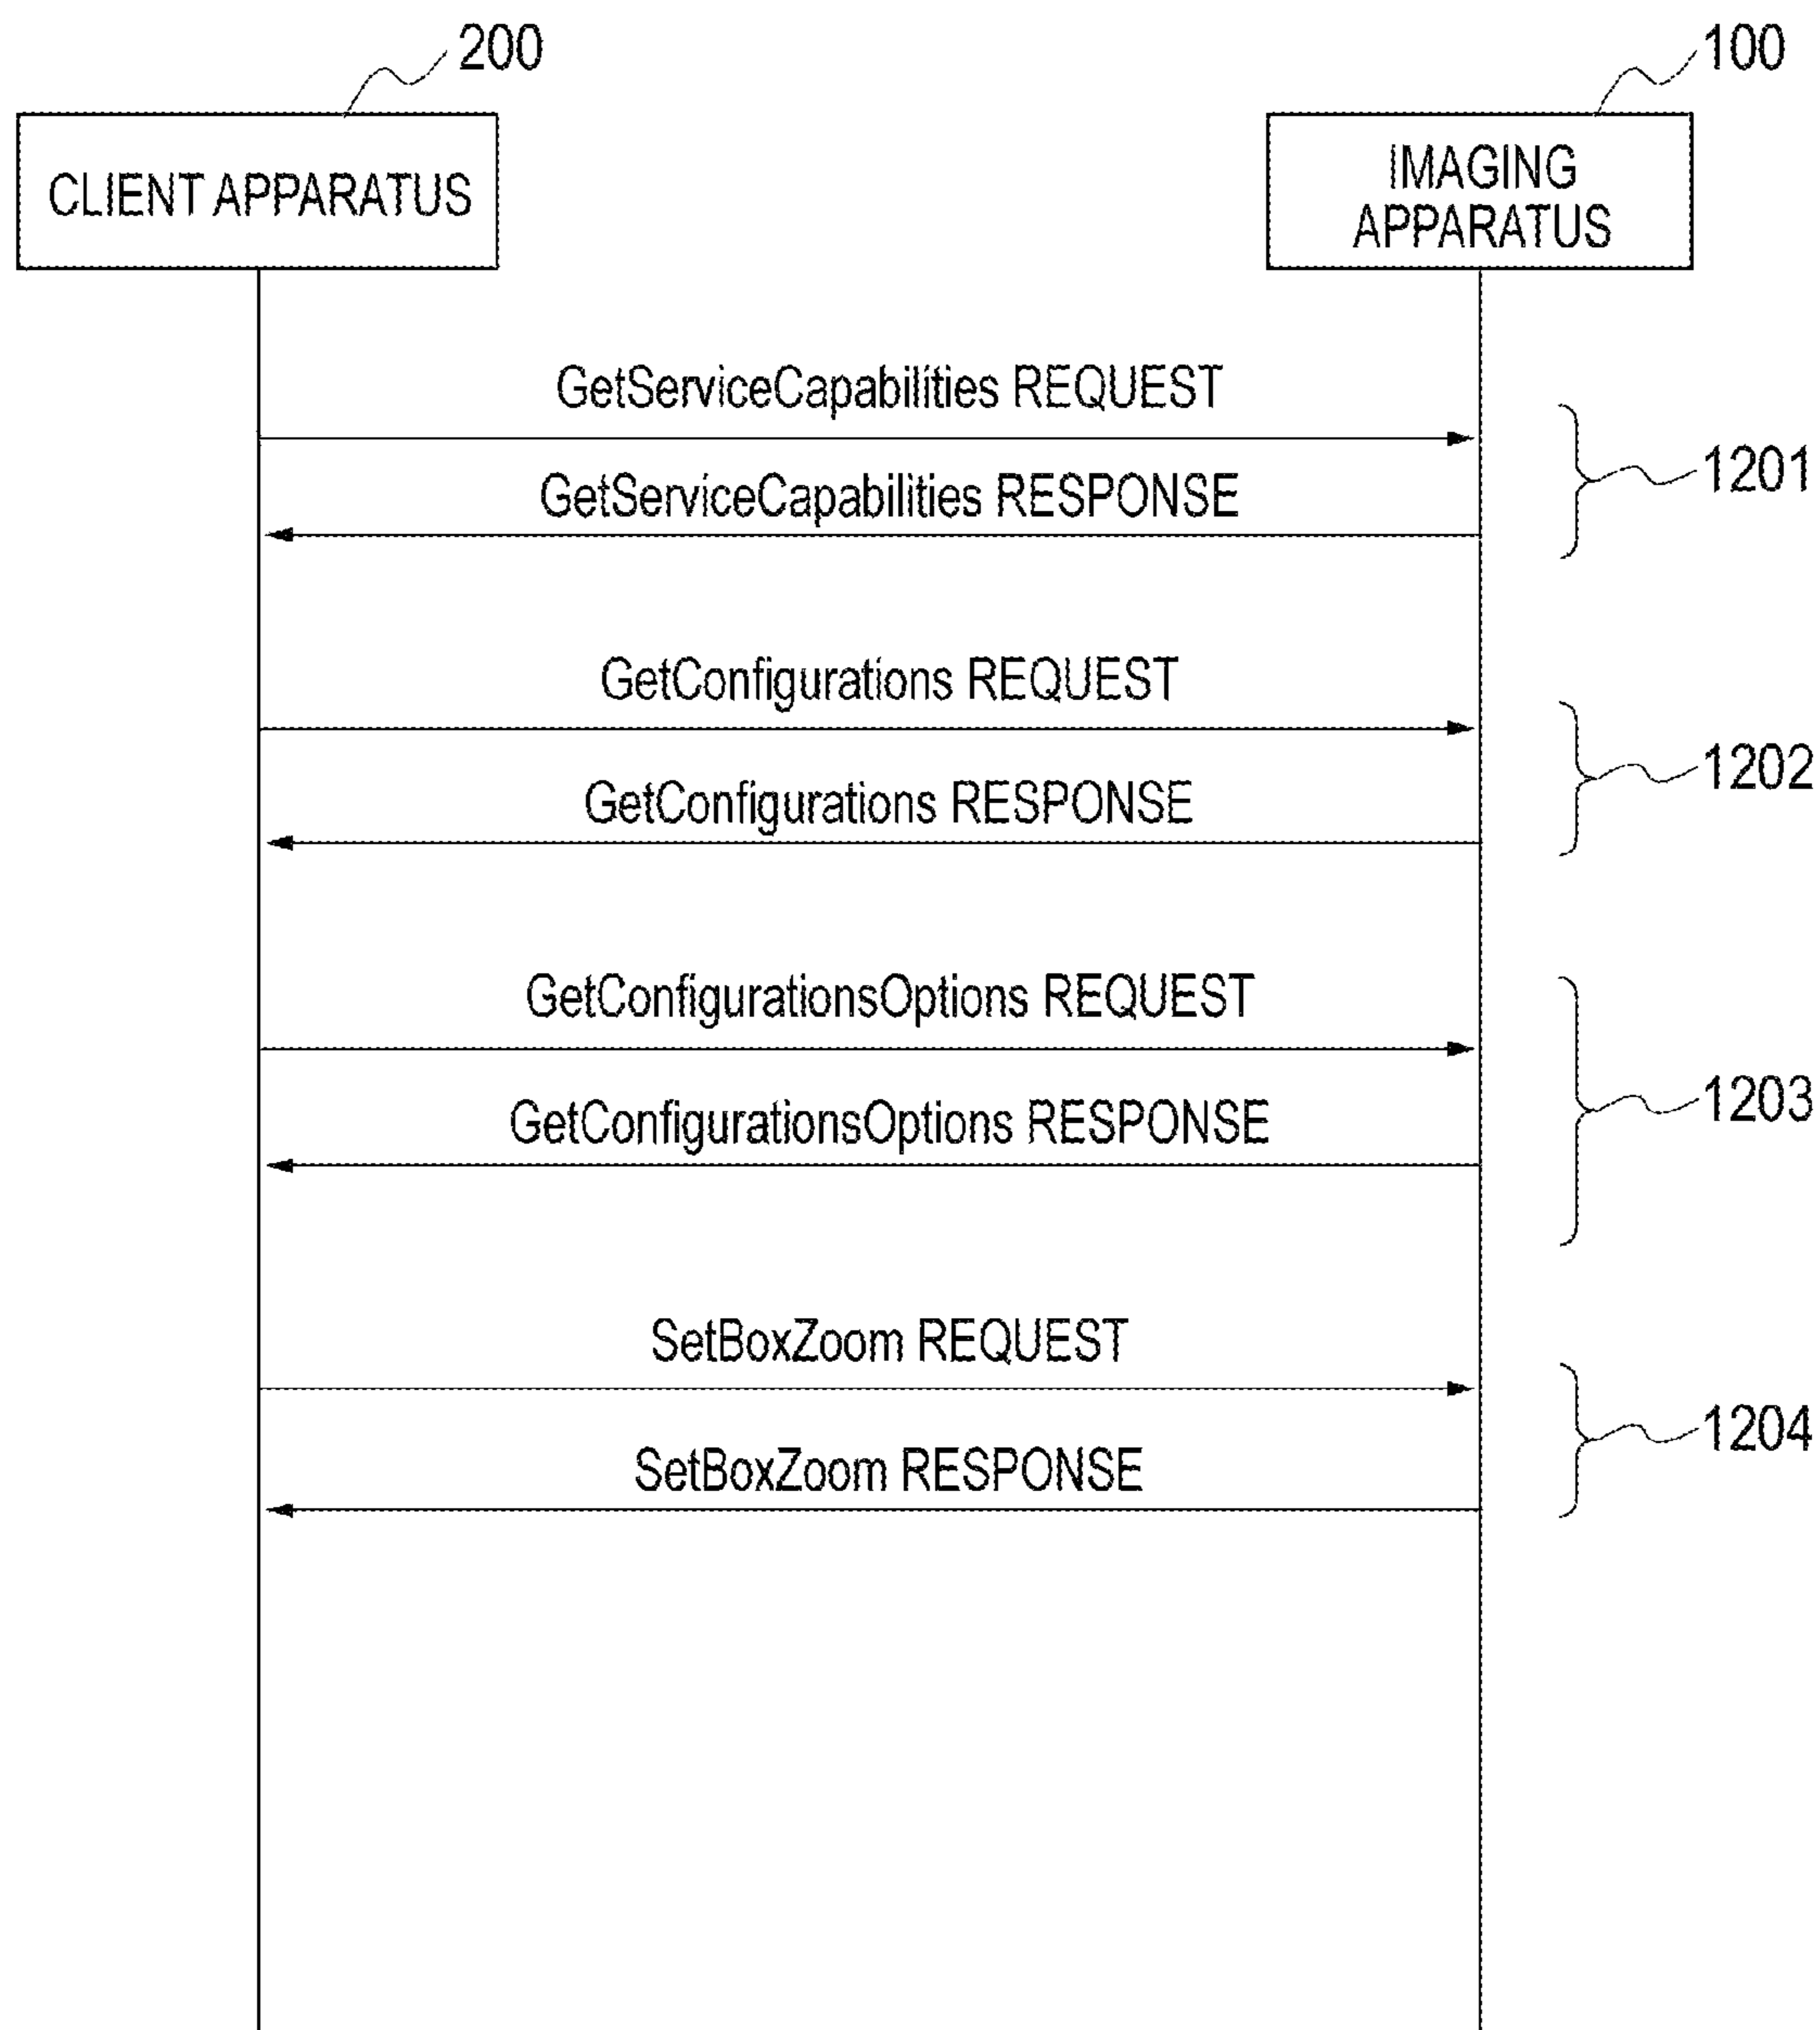 200
100
CLIENT APPARATUS
IMAGING
APPARATUS
GetServiceCapabilities REQUEST
1201
GetServiceCapabilities RESPONSE
GetConfigurations REQUEST
1202
GetConfigurations RESPONSE
GetConfigurationsOptions REQUEST
1203
GetConfigurationsOptions RESPONSE
SetBoxZoom REQUEST
1204
SetBoxZoom RESPONSE